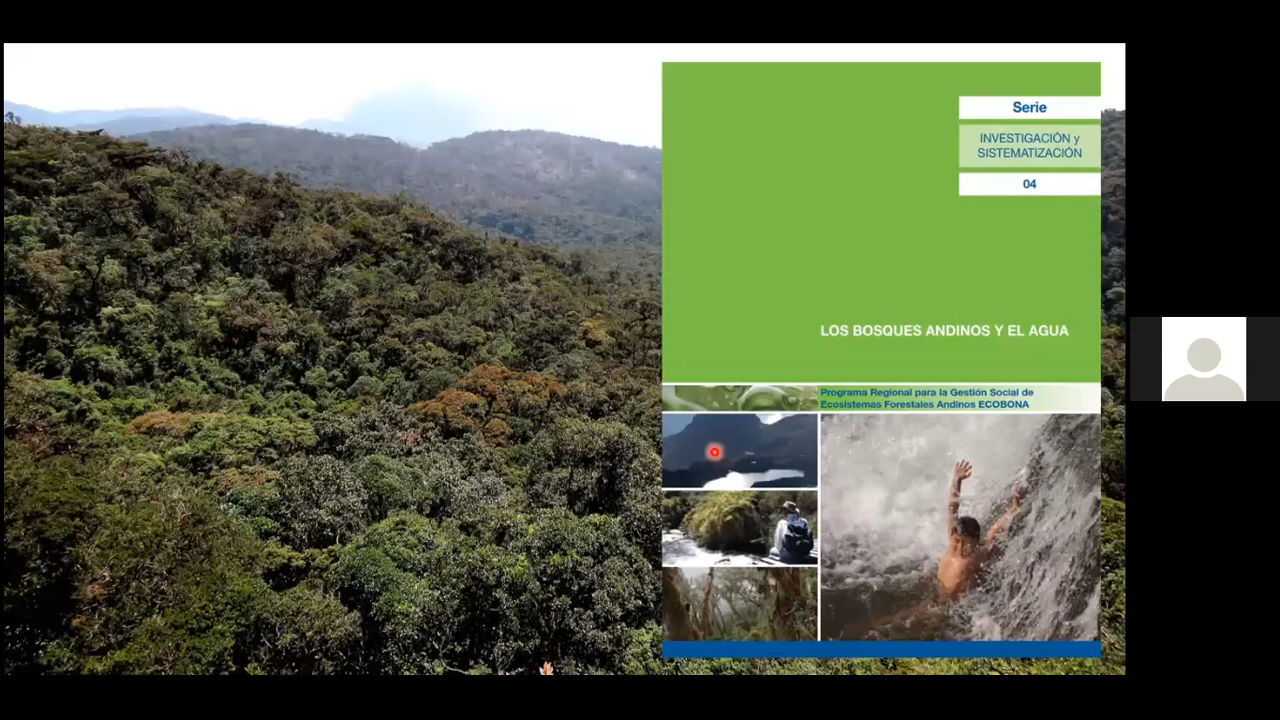 Serie
INVESTIGACIÓN y
SISTEMATIZACIÓN
04
LOS BOSQUES ANDINOS Y EL AGUA
Programa Regional para la Gestión Social de
Ecosistemas Forestales Andinos ECOBONA